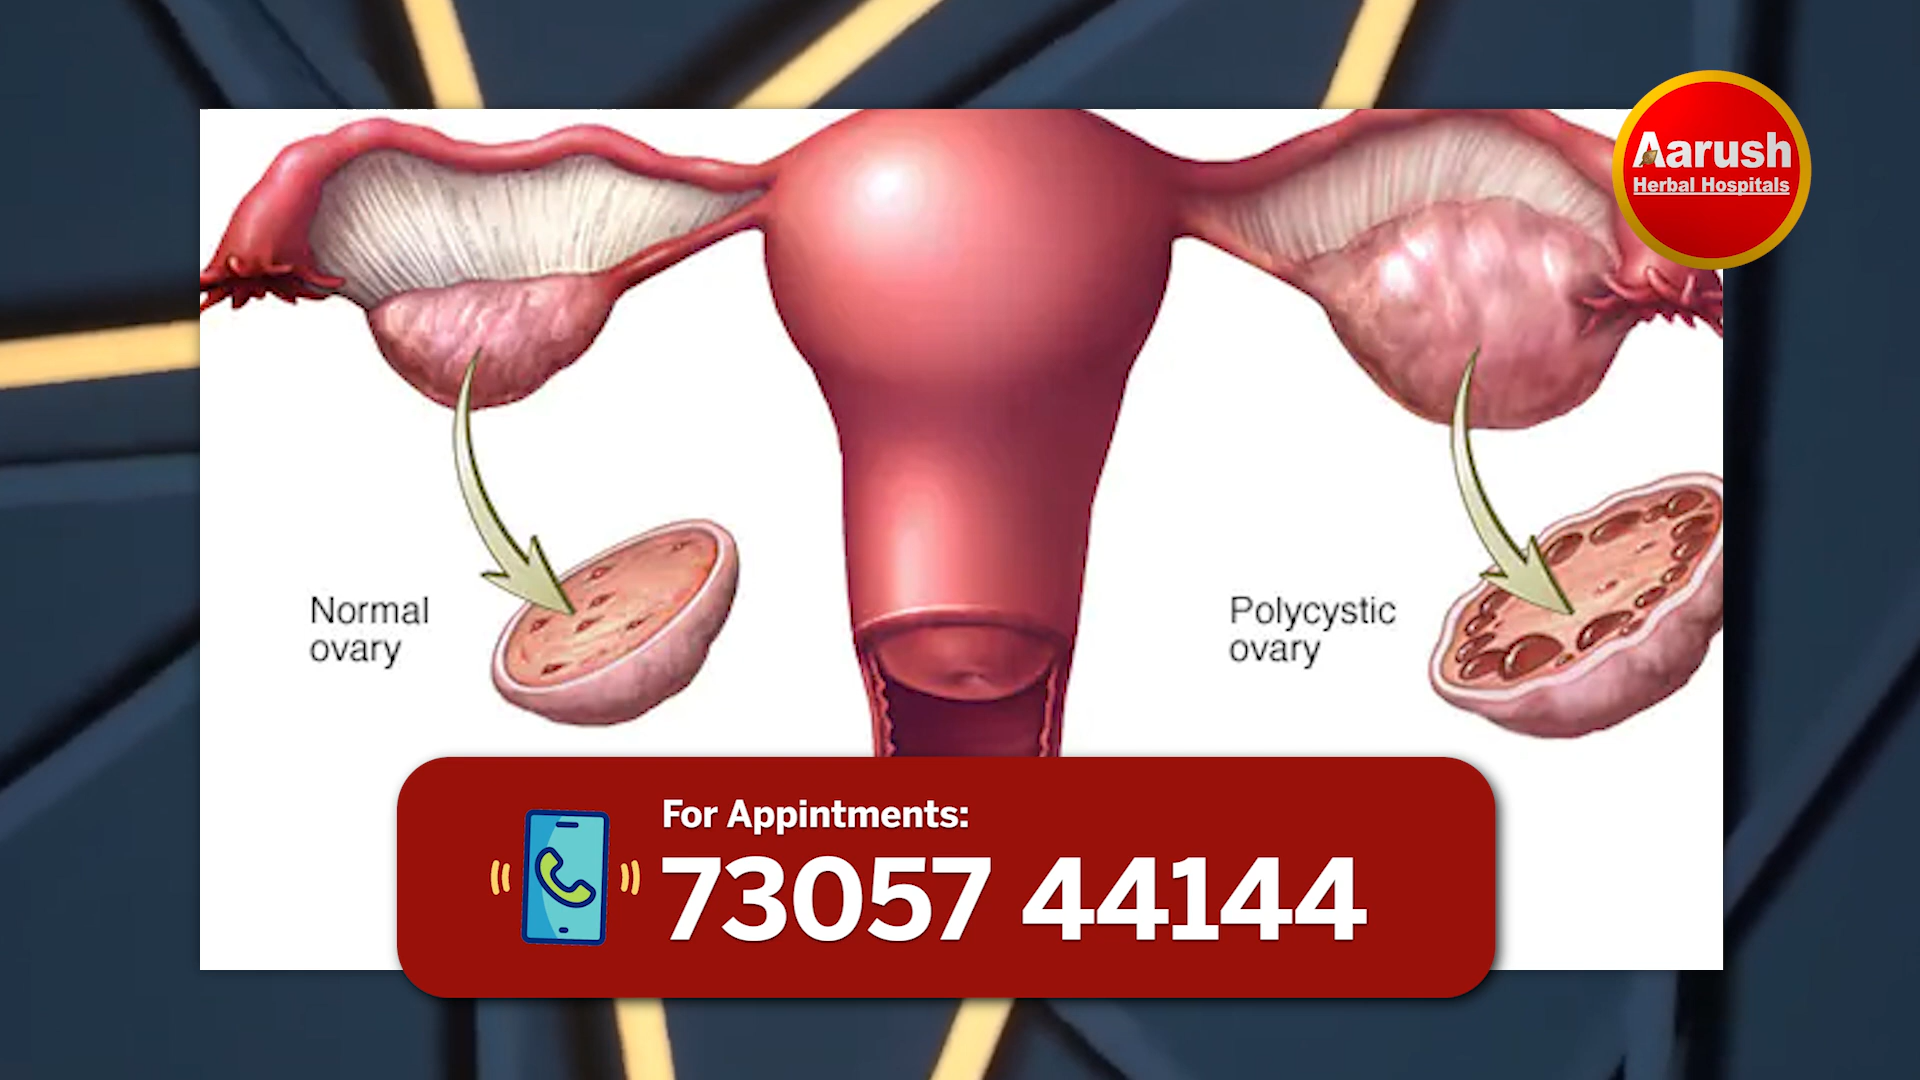 Aarush
Herbal Hospitals
Normal
ovary
Polycystic
ovary
For Appintments:
73057 44144